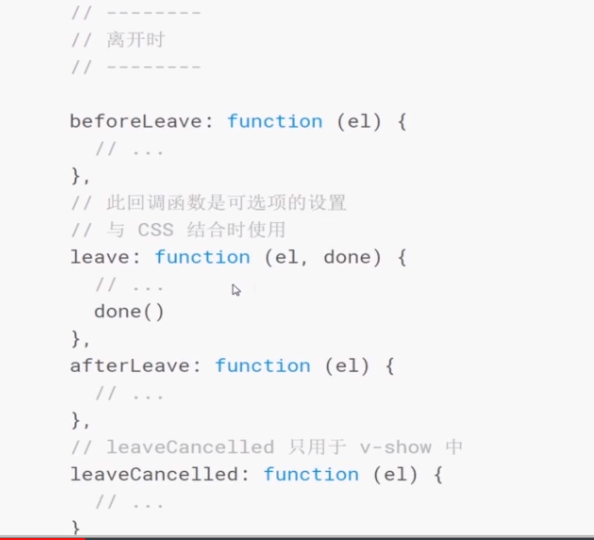 // --------
// 离开时
// --------
beforeLeave: function (el) {
// ...
},
// 此回调函数是可选项的设置
// 与 CSS 结合时使用
leave: function (el, done) {
// ...
done()
},
afterLeave: function (el) {
// ...
},
// leaveCancelled 只用于 v-show 中
leaveCancelled: function (el) {
// ...
}